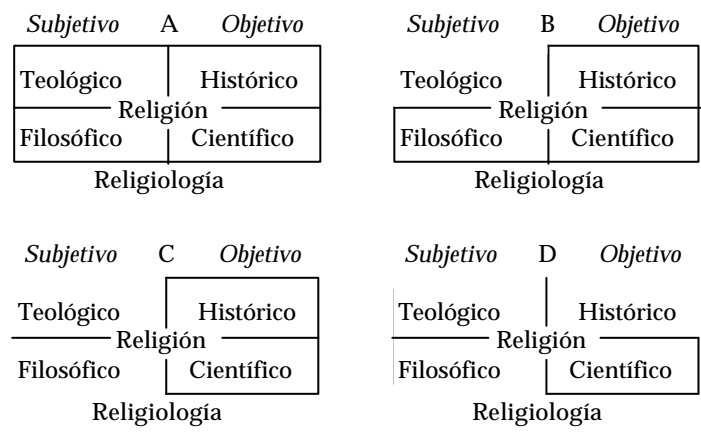 Subjetivo A Objetivo
Teológico Histórico
Religión
Filosófico Científico
Religiología
Subjetivo B Objetivo
Teológico Histórico
Religión
Filosófico Científico
Religiología
Subjetivo C Objetivo
Teológico Histórico
Religión
Filosófico Científico
Religiología
Subjetivo D Objetivo
Teológico Histórico
Religión
Filosófico Científico
Religiología